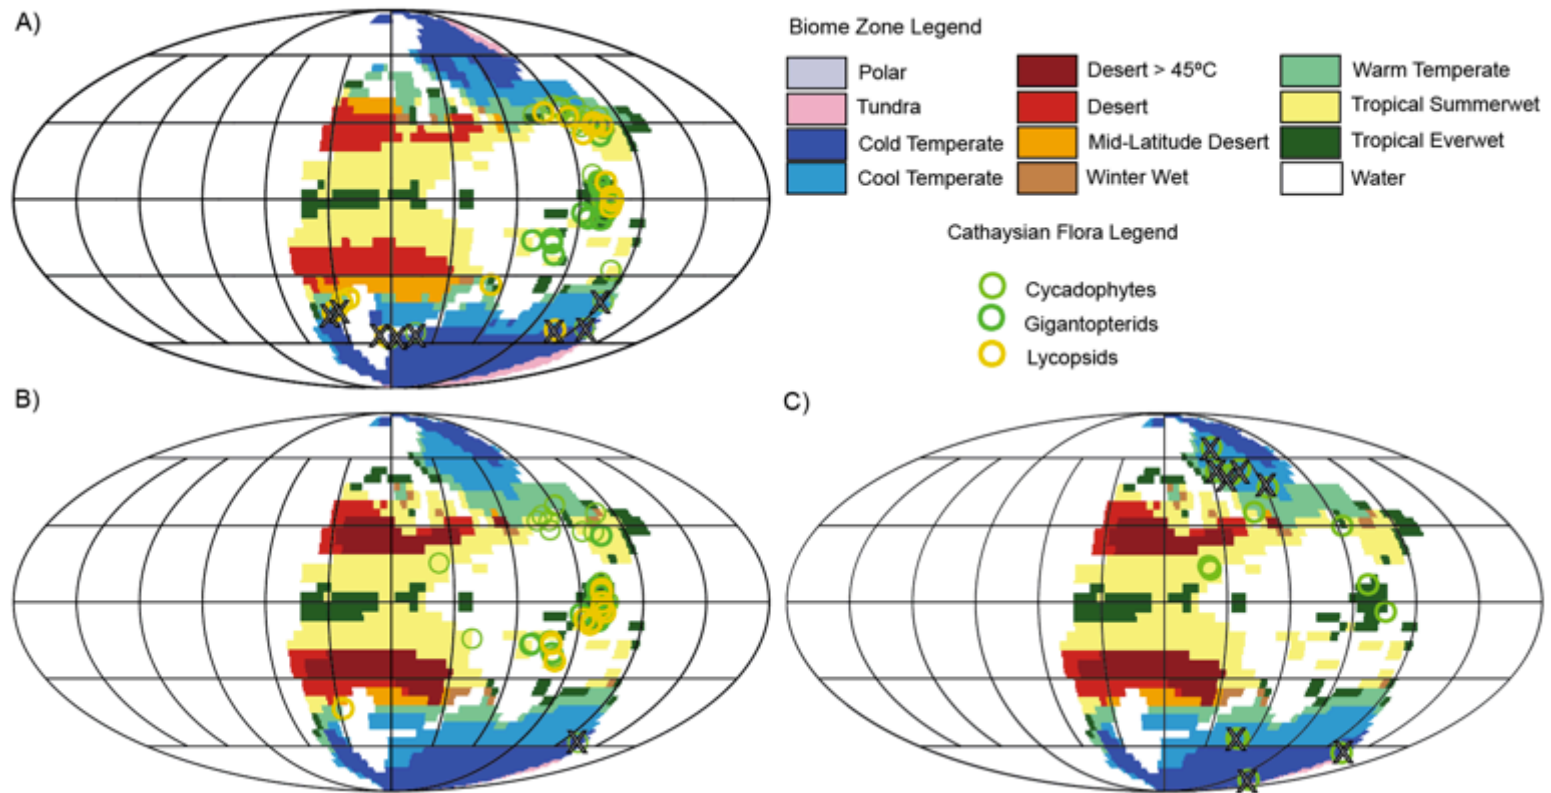 A)
Biome Zone Legend
Polar
Desert > 45ºC
Warm Temperate
Tundra
Desert
Tropical Summerwet
Cold Temperate
Mid-Latitude Desert
Tropical Everwet
Cool Temperate
Winter Wet
Water
Cathaysian Flora Legend
Cycadophytes
Gigantopterids
Lycopsids
X X
X X X
X X
X
B)
C)
X
X X X X X
X X X